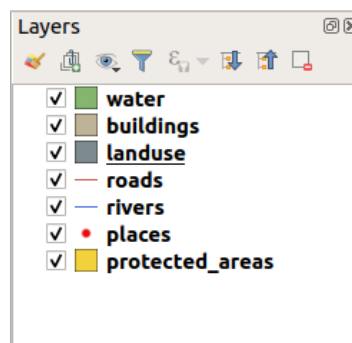 Layers
water
buildings
landuse
roads
rivers
places
protected_areas